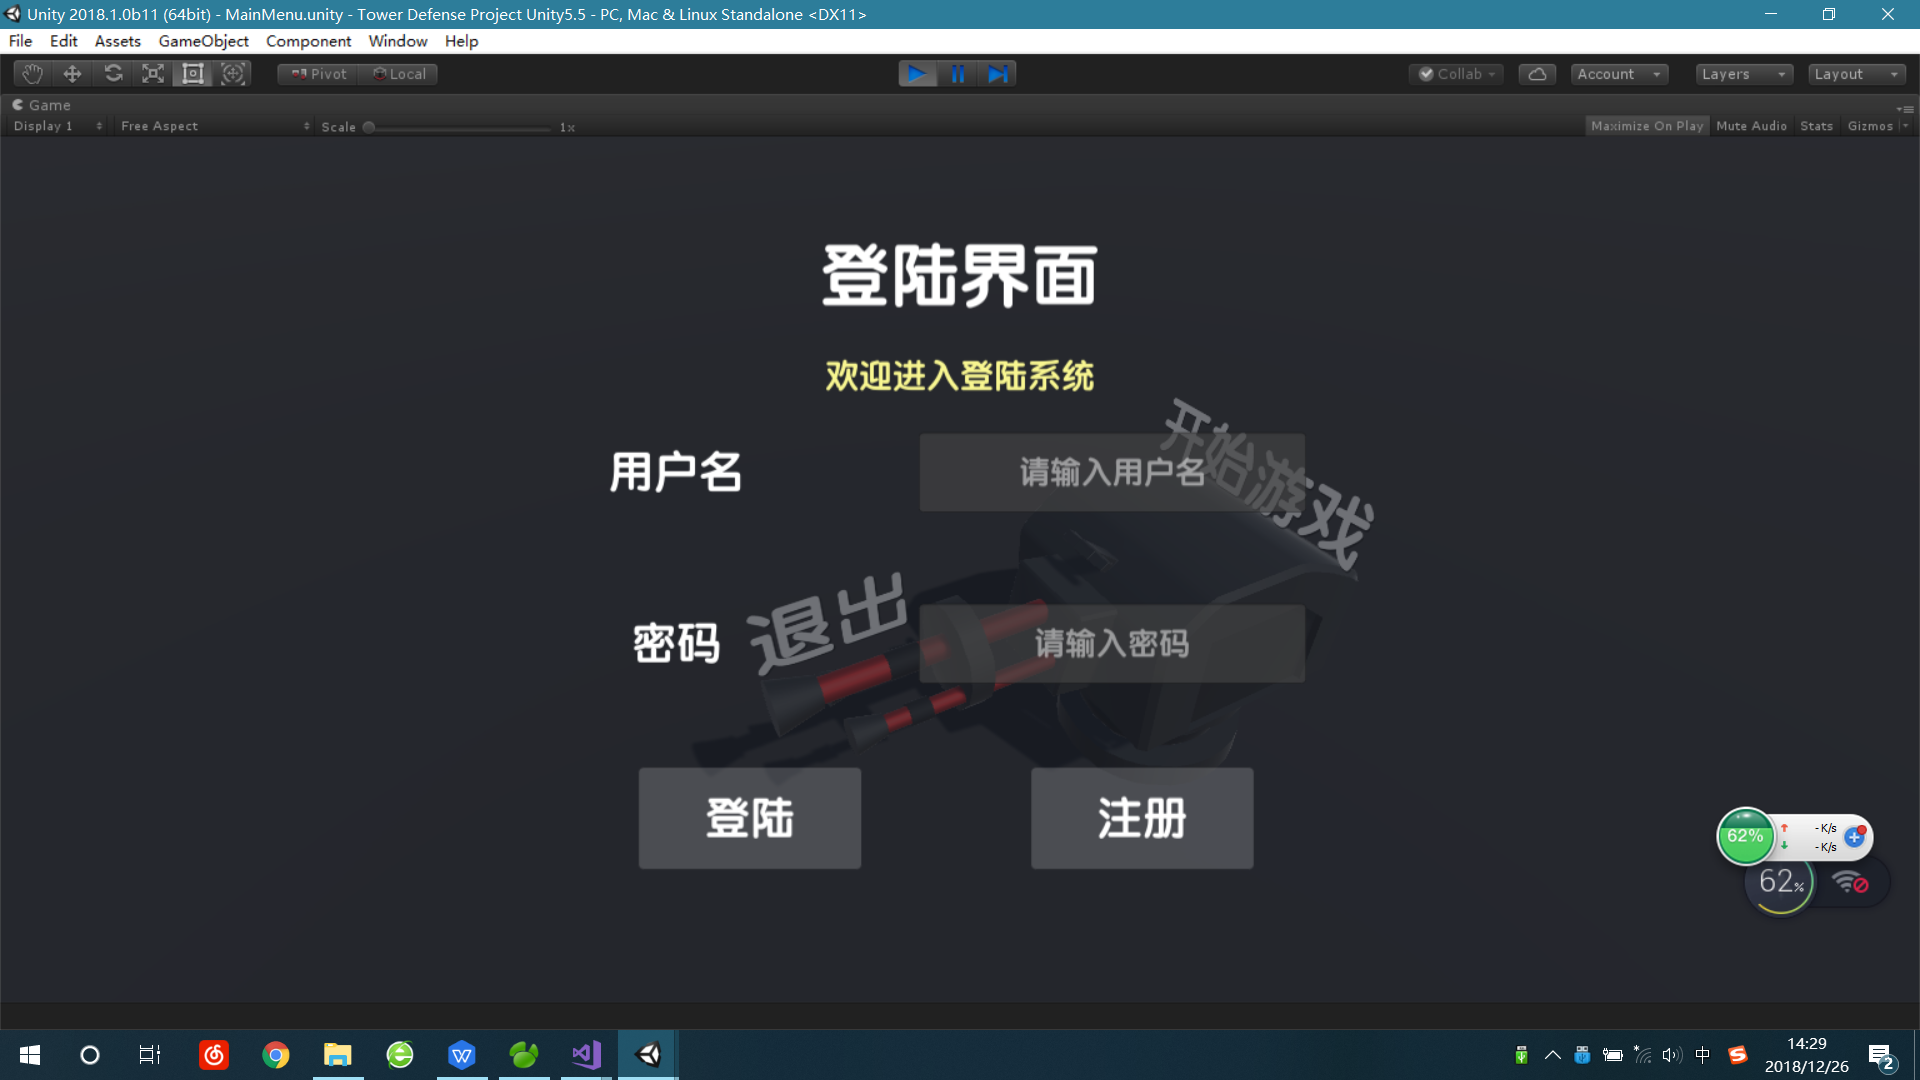 Unity 2018.1.0b11 (64bit) - MainMenu.unity - Tower Defense Project Unity5.5 - PC, Mac & Linux Standalone <DX11>
File Edit Assets GameObject Component Window Help
Pivot Local Collab Account Layers Layout
Game
Display 1 Free Aspect Scale 1x Maximize On Play Mute Audio Stats Gizmos
登陆界面
欢迎进入登陆系统
开始游戏
用户名 请输入用户名
退出
密码 请输入密码
登陆 注册
62% - K/s
- K/s
62%
中
14:29
2018/12/26
2